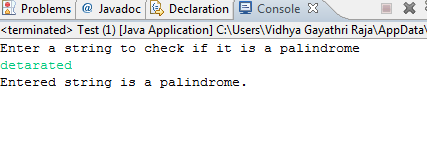 Problems @ Javadoc Declaration Console
<terminated> Test (1) [Java Application] C:\Users\Vidhya Gayathri Raja\AppData\
Enter a string to check if it is a palindrome
detarated
Entered string is a palindrome.